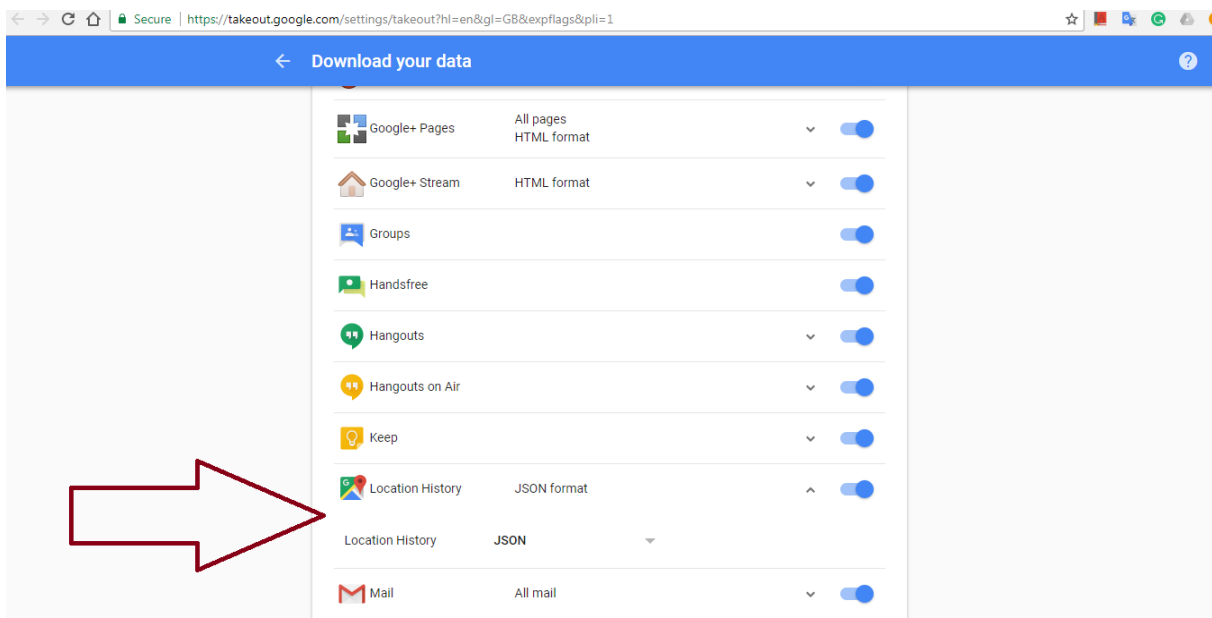 Secure | https://takeout.google.com/settings/takeout?hl=en&gl=GB&expflags&pli=1
Download your data
Google+ Pages All pages
HTML format
Google+ Stream HTML format
Groups
Handsfree
Hangouts
Hangouts on Air
Keep
Location History JSON format
Location History JSON
Mail All mail